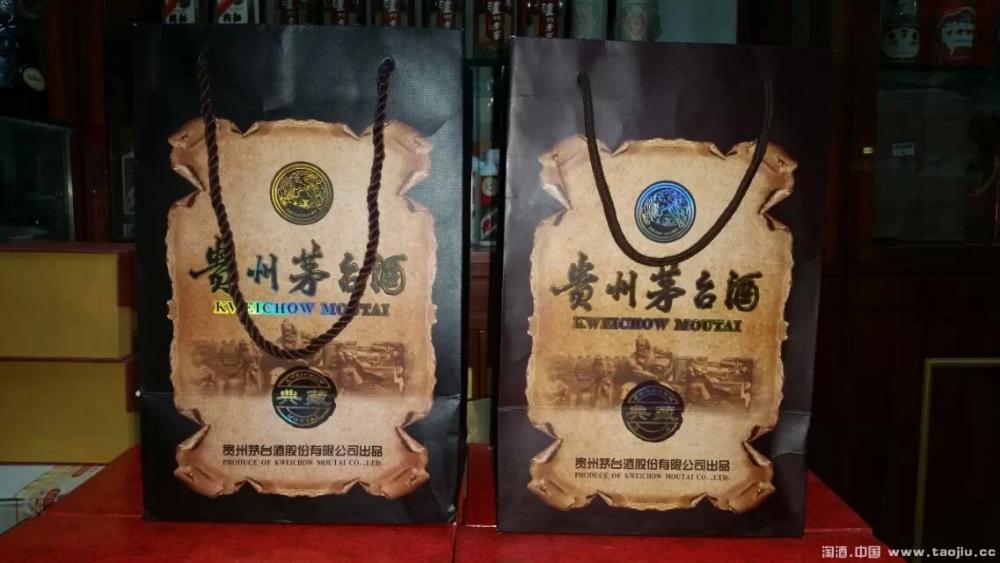 贵州茅台酒
KWEICHOW MOUTAI
KWEICHOW
典藏
MOUTAI
贵州茅台酒股份有限公司出品
PRODUCE OF KWEICHOW MOUTAI CO., LTD.
贵州茅台酒
KWEICHOW MOUTAI
典藏
MOUTAI
贵州茅台酒股份有限公司出品
PRODUCE OF KWEICHOW MOUTAI CO., LTD.
淘酒.中国 www.taojiu.cc